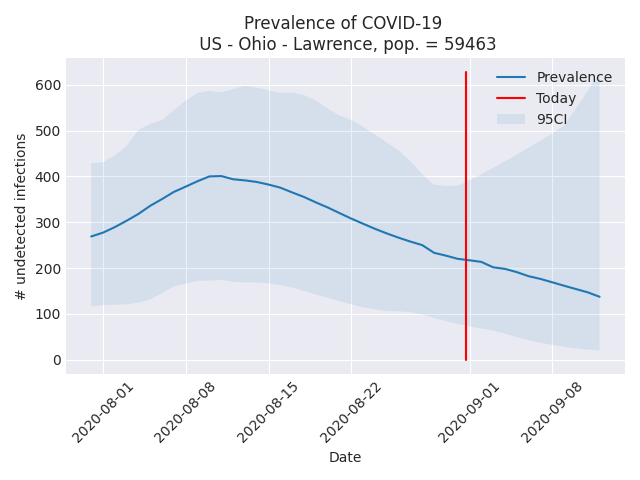 Prevalence of COVID-19
US - Ohio - Lawrence, pop. = 59463
Prevalence
Today
95CI
# undetected infections
600
500
400
300
200
100
0
2020-08-01
2020-08-08
2020-08-15
2020-08-22
2020-09-01
2020-09-08
Date